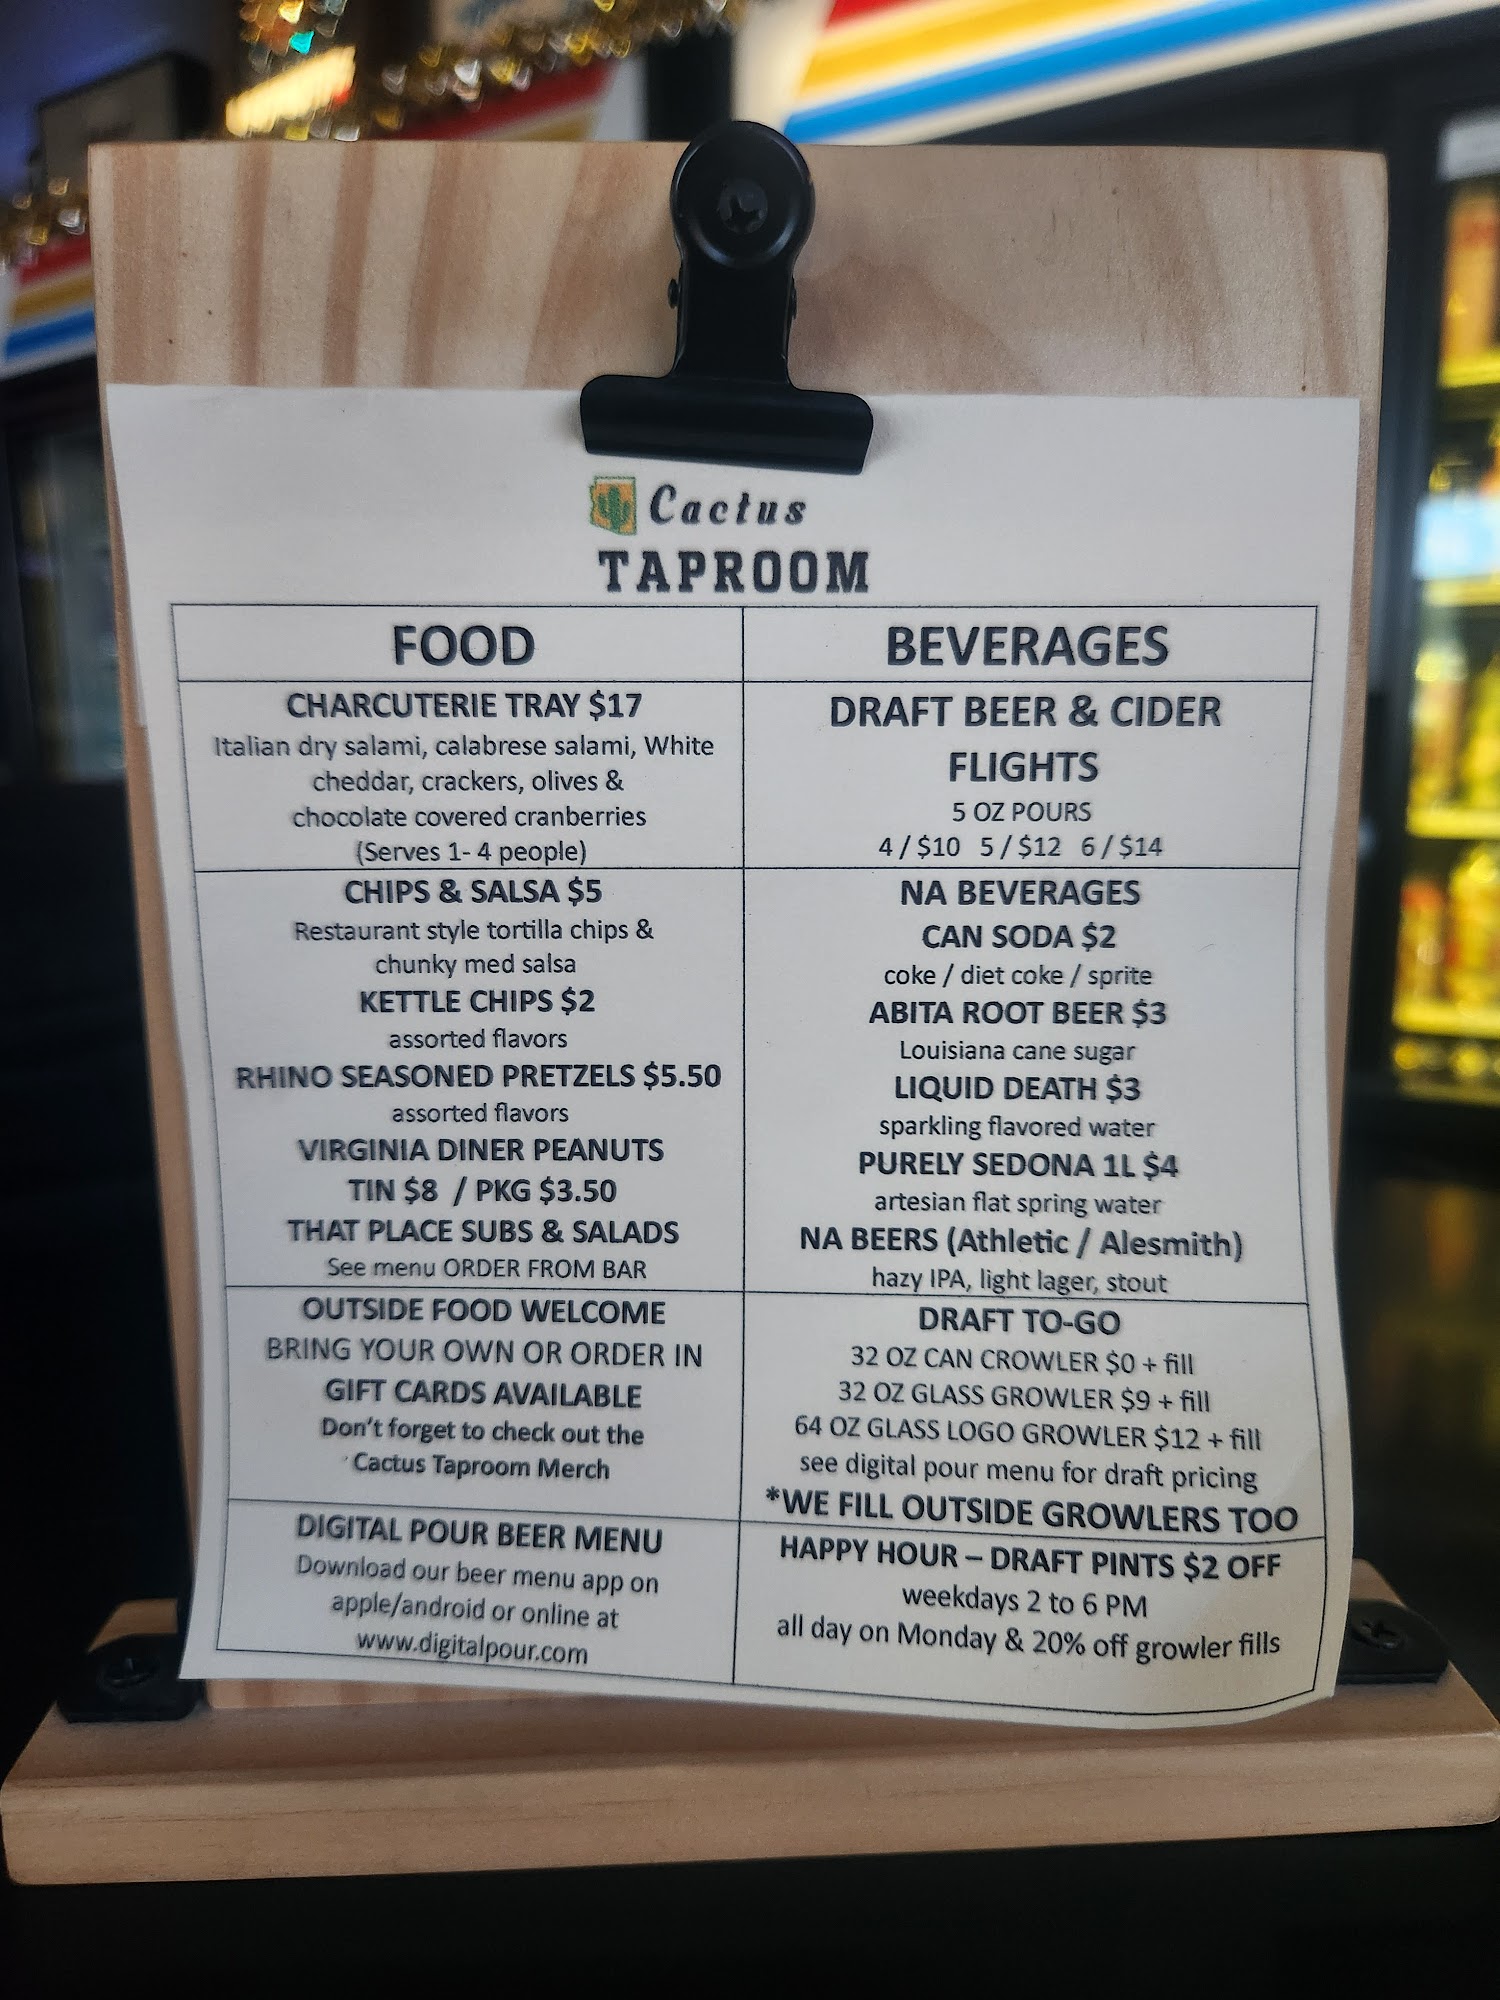 Cactus
TAPROOM
FOOD
CHARCUTERIE TRAY $17
Italian dry salami, calabrese salami, White
cheddar, crackers, olives &
chocolate covered cranberries
(Serves 1- 4 people)
CHIPS & SALSA $5
Restaurant style tortilla chips &
chunky med salsa
KETTLE CHIPS $2
assorted flavors
RHINO SEASONED PRETZELS $5.50
assorted flavors
VIRGINIA DINER PEANUTS
TIN $8 / PKG $3.50
THAT PLACE SUBS & SALADS
See menu ORDER FROM BAR
OUTSIDE FOOD WELCOME
BRING YOUR OWN OR ORDER IN
GIFT CARDS AVAILABLE
Don't forget to check out the
Cactus Taproom Merch
DIGITAL POUR BEER MENU
Download our beer menu app on
apple/android or online at
www.digitalpour.com
BEVERAGES
DRAFT BEER & CIDER
FLIGHTS
5 OZ POURS
4 / $10 5 / $12 6 / $14
NA BEVERAGES
CAN SODA $2
coke / diet coke / sprite
ABITA ROOT BEER $3
Louisiana cane sugar
LIQUID DEATH $3
sparkling flavored water
PURELY SEDONA 1L $4
artesian flat spring water
NA BEERS (Athletic / Alesmith)
hazy IPA, light lager, stout
DRAFT TO-GO
32 OZ CAN CROWLER $0 + fill
32 OZ GLASS GROWLER $9 + fill
64 OZ GLASS LOGO GROWLER $12 + fill
see digital pour menu for draft pricing
*WE FILL OUTSIDE GROWLERS TOO
HAPPY HOUR – DRAFT PINTS $2 OFF
weekdays 2 to 6 PM
all day on Monday & 20% off growler fills